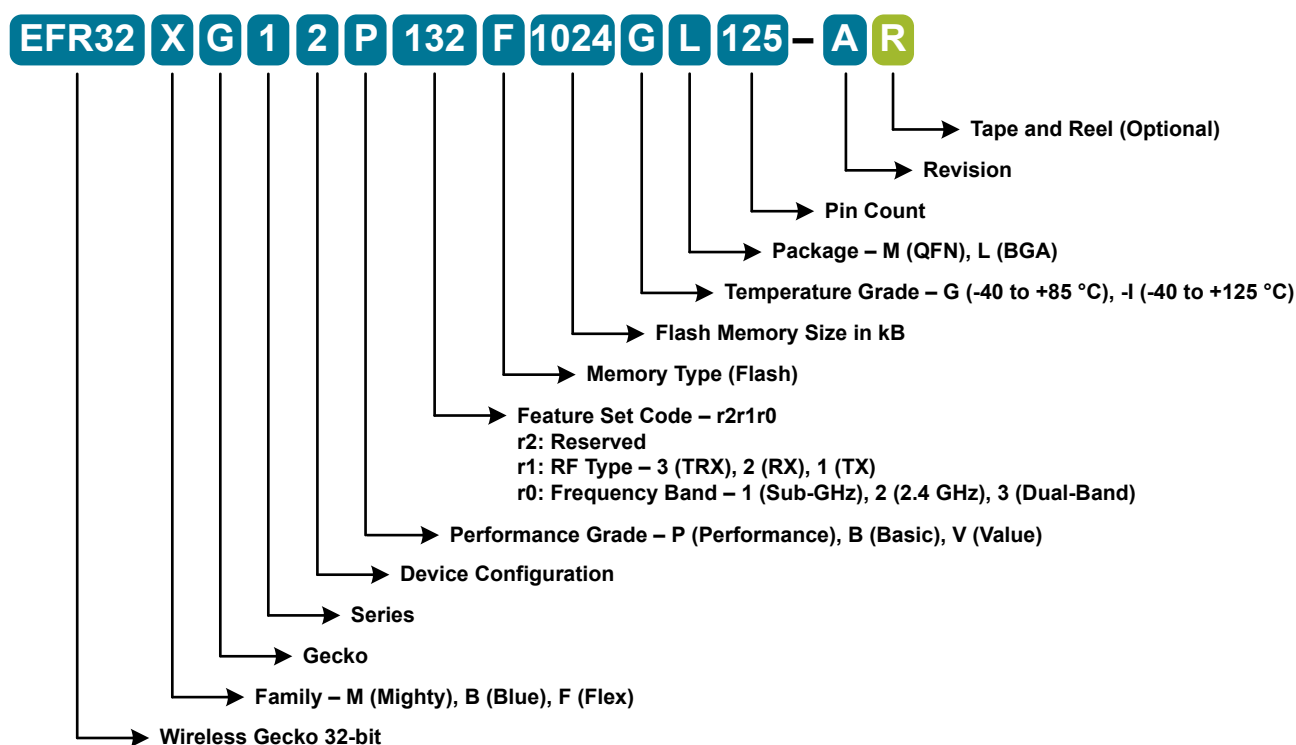 EFR32 X G 1 2 P 132 F 1024 G L 125 – A R
Tape and Reel (Optional)
Revision
Pin Count
Package – M (QFN), L (BGA)
Temperature Grade – G (-40 to +85 °C), -I (-40 to +125 °C)
Flash Memory Size in kB
Memory Type (Flash)
Feature Set Code – r2r1r0
r2: Reserved
r1: RF Type – 3 (TRX), 2 (RX), 1 (TX)
r0: Frequency Band – 1 (Sub-GHz), 2 (2.4 GHz), 3 (Dual-Band)
Performance Grade – P (Performance), B (Basic), V (Value)
Device Configuration
Series
Gecko
Family – M (Mighty), B (Blue), F (Flex)
Wireless Gecko 32-bit